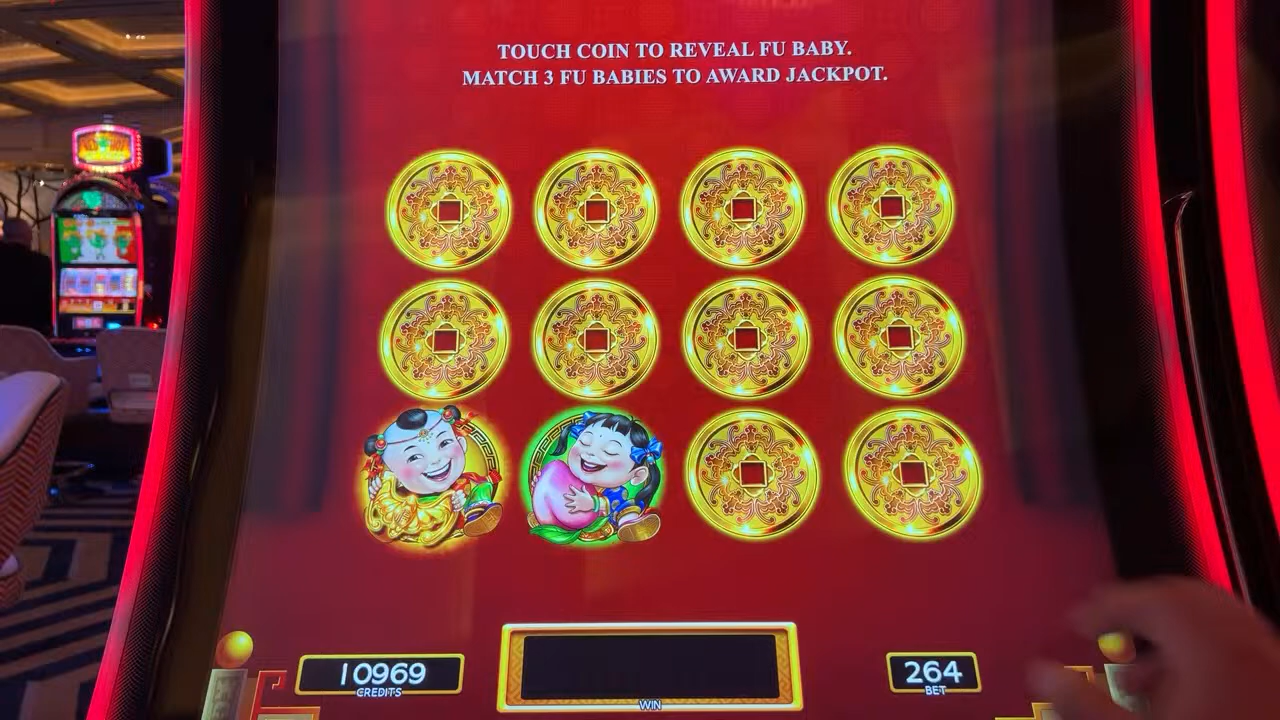 TOUCH COIN TO REVEAL FU BABY.
MATCH 3 FU BABIES TO AWARD JACKPOT.
10969
CREDITS
WIN
264
BET